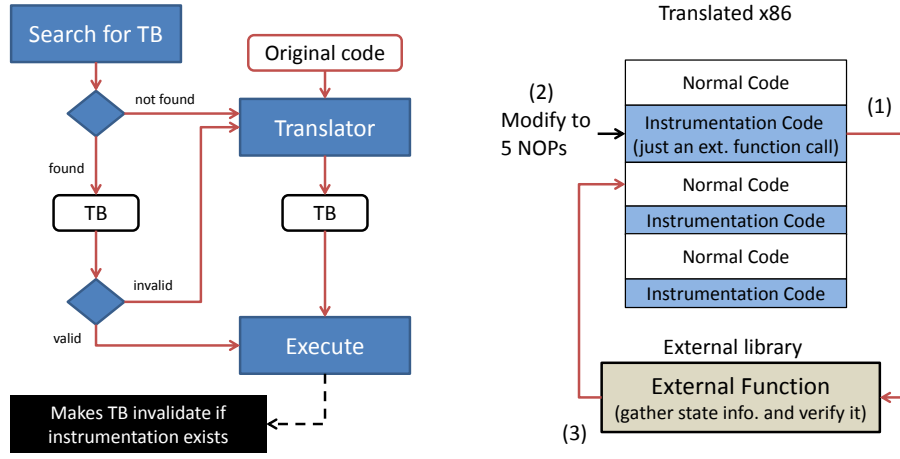 Search for TB
Original code
not found
Translator
found
TB
TB
invalid
valid
Execute
Makes TB invalidate if
instrumentation exists
Translated x86
Normal Code
(1)
(2)
Modify to
5 NOPs
Instrumentation Code
(just an ext. function call)
Normal Code
Instrumentation Code
Normal Code
Instrumentation Code
External library
External Function
(gather state info. and verify it)
(3)